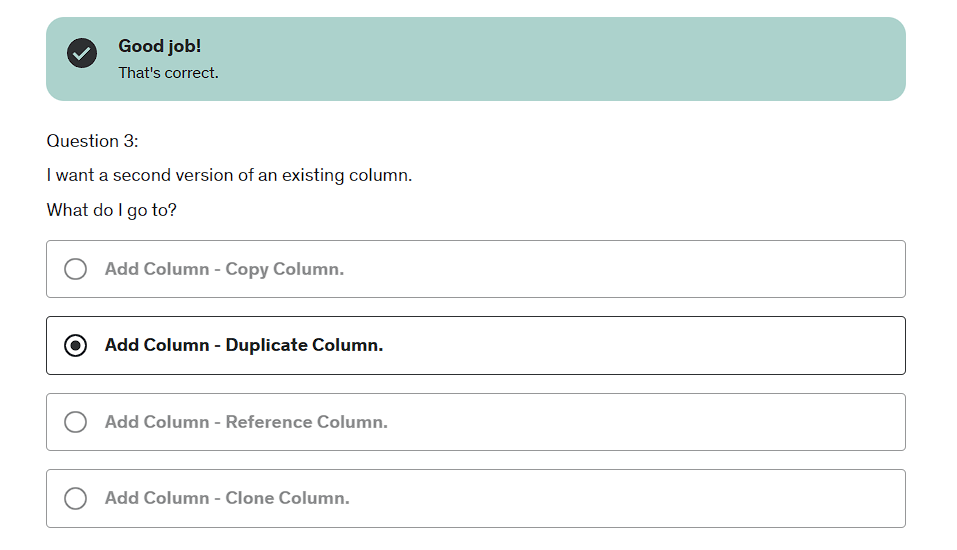 Good job!
That's correct.
Question 3:
I want a second version of an existing column.
What do I go to?
Add Column - Copy Column.
Add Column - Duplicate Column.
Add Column - Reference Column.
Add Column - Clone Column.